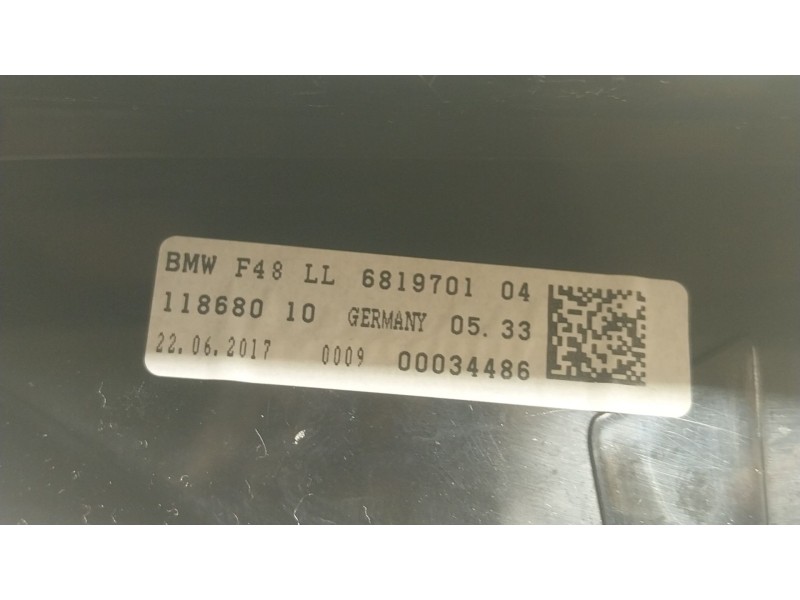 BMW F48 LL 6819701 04
118680 10 GERMANY 05.33
22.06.2017 0009 00034486